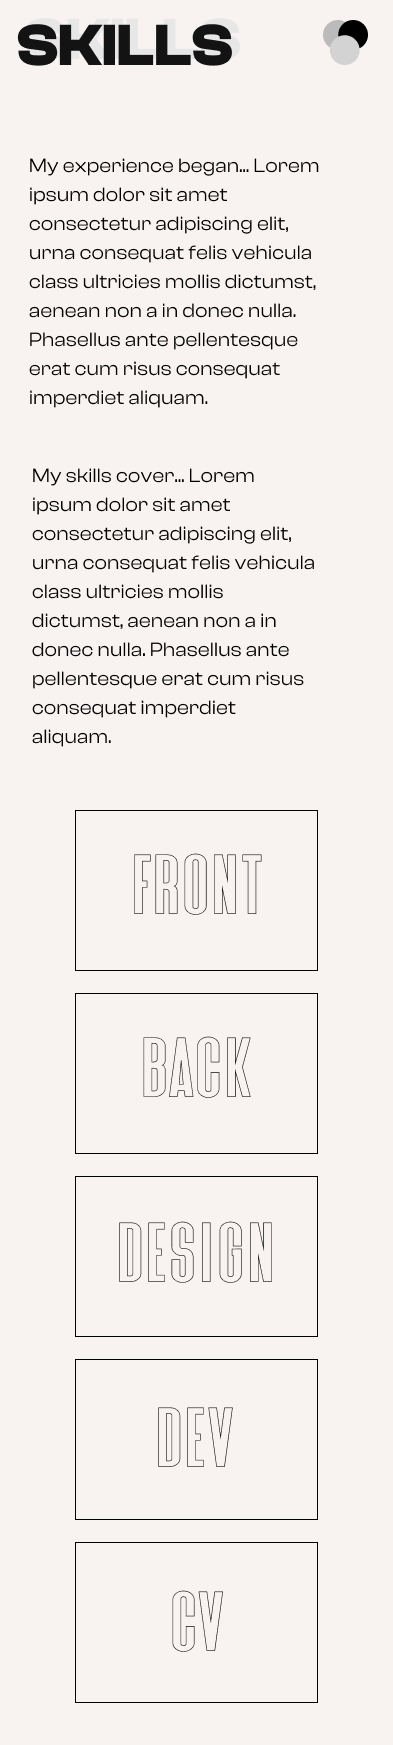 SKILLS
My experience began... Lorem
ipsum dolor sit amet
consectetur adipiscing elit,
urna consequat felis vehicula
class ultricies mollis dictumst,
aenean non a in donec nulla.
Phasellus ante pellentesque
erat cum risus consequat
imperdiet aliquam.
My skills cover... Lorem
ipsum dolor sit amet
consectetur adipiscing elit,
urna consequat felis vehicula
class ultricies mollis
dictumst, aenean non a in
donec nulla. Phasellus ante
pellentesque erat cum risus
consequat imperdiet
aliquam.
FRONT
BACK
DESIGN
DEV
CV